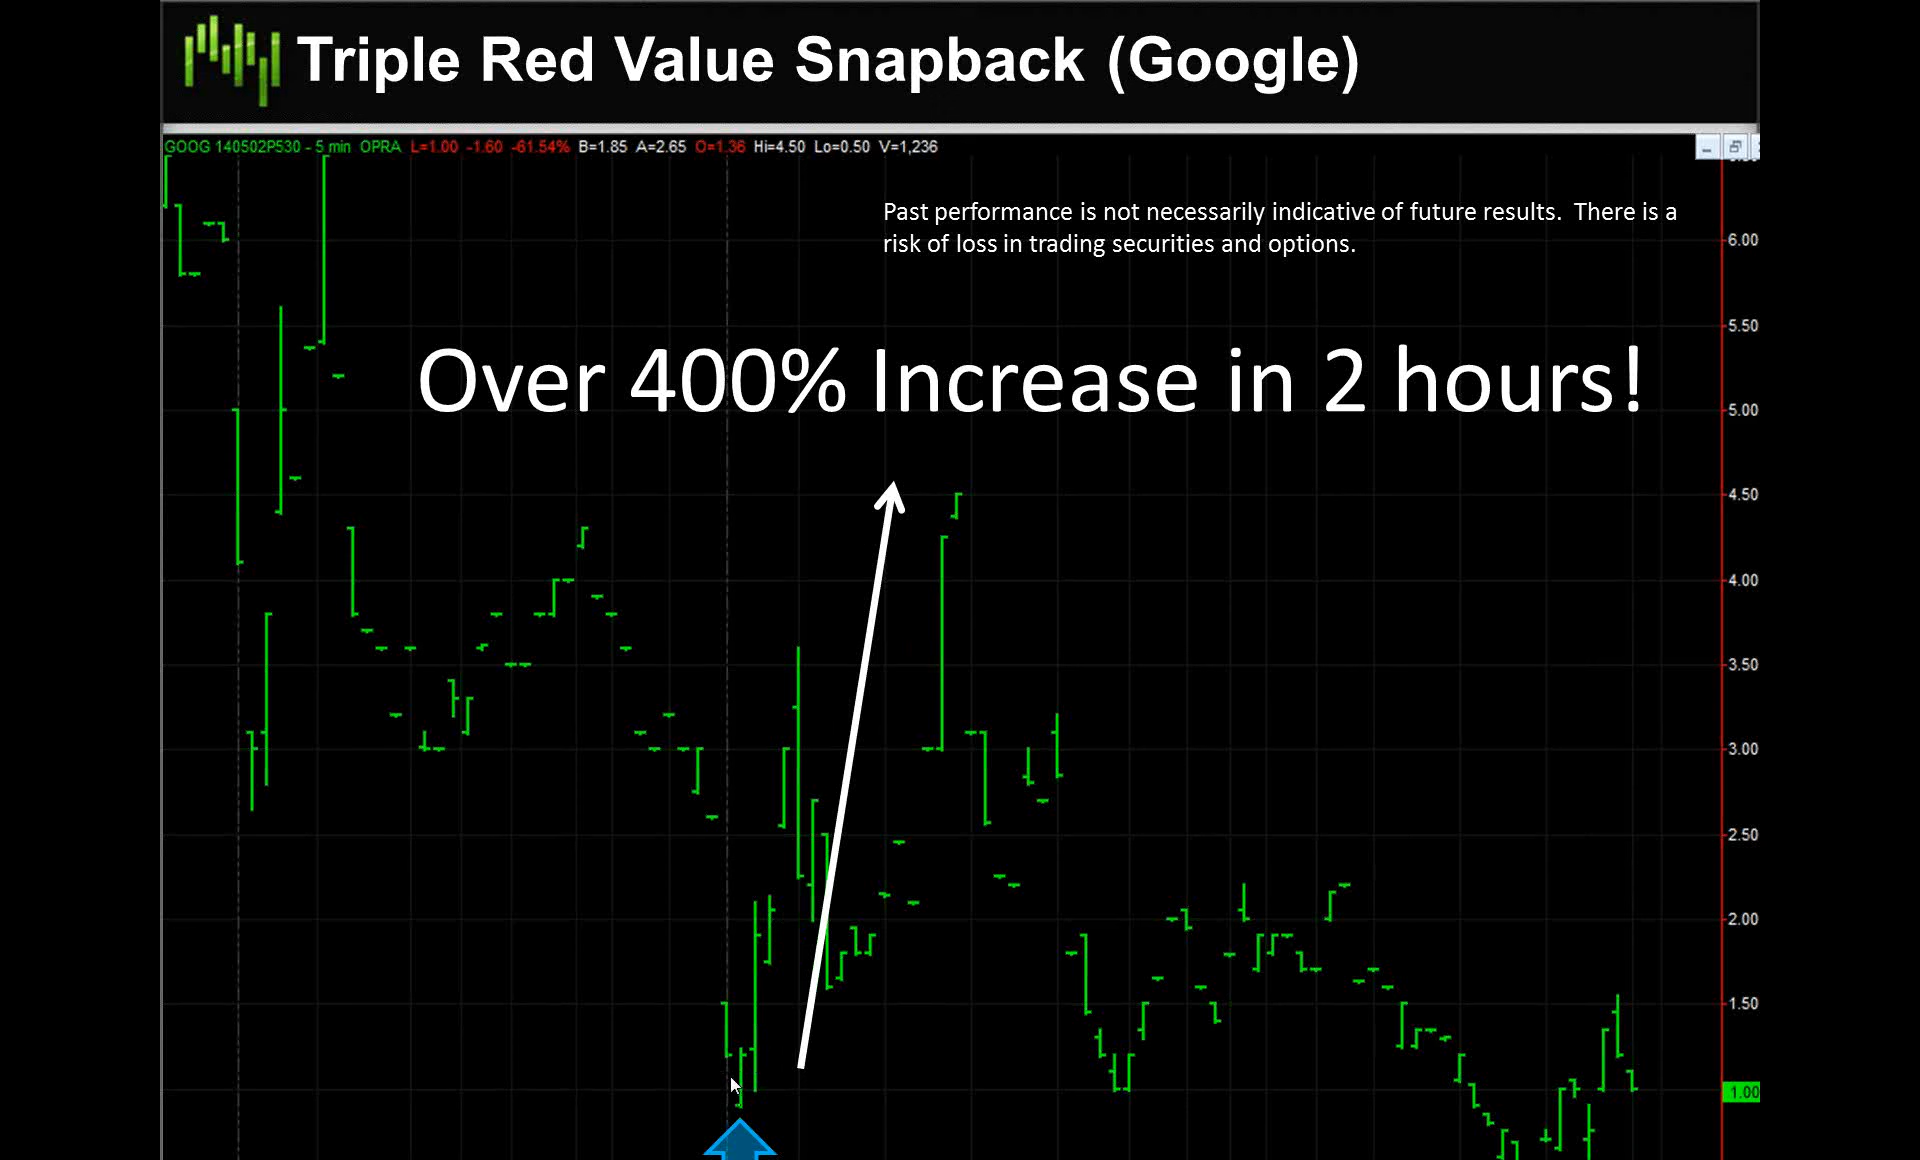 Triple Red Value Snapback (Google)
GOOG 140502P530 - 5 min OPRA L=1.00 -1.60 -61.54% B=1.85 A=2.65 O=1.36 Hi=4.50 Lo=0.50 V=1,236
Past performance is not necessarily indicative of future results. There is a
risk of loss in trading securities and options.
6.00
5.50
Over 400% Increase in 2 hours!
5.00
4.50
4.00
3.50
3.00
2.50
2.00
1.50
1.00